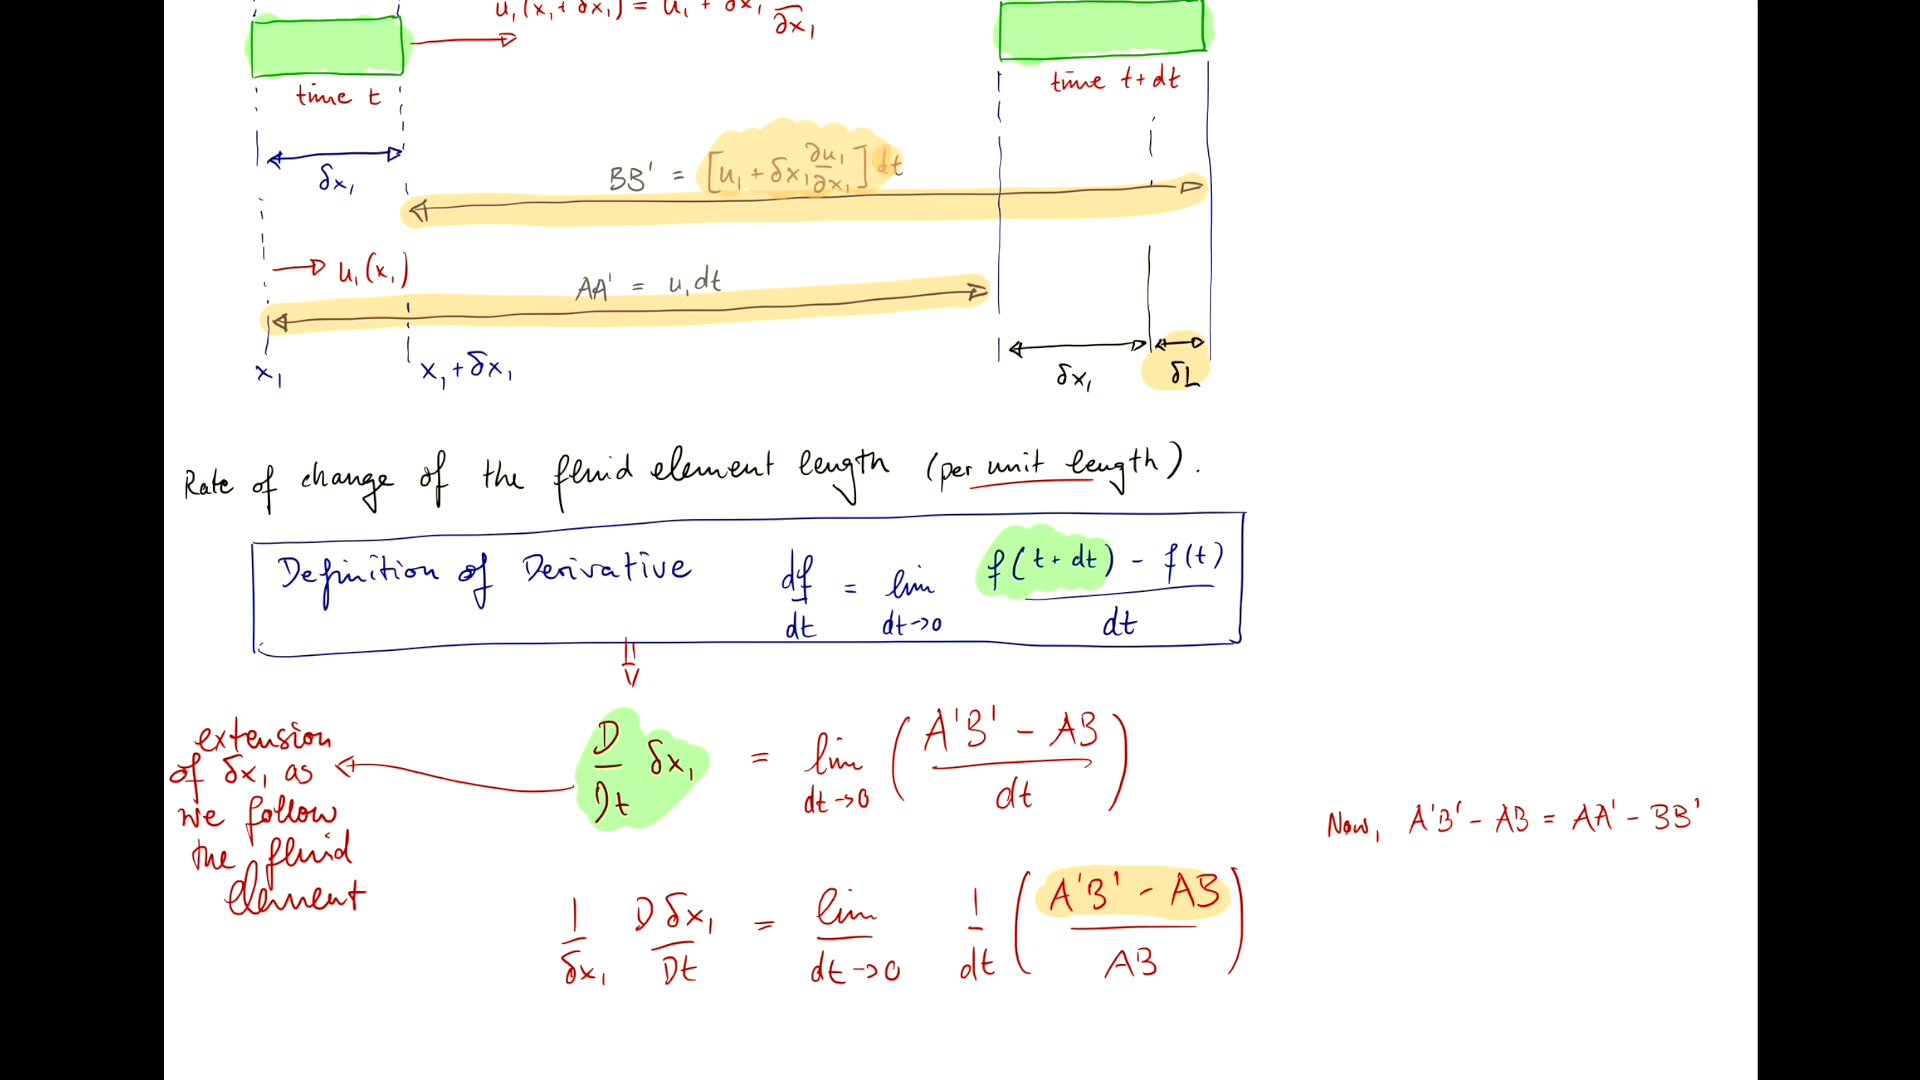 u₁(x₁+δx₁) = u₁ + δx₁ ∂x₁
time t
time t+dt
δx₁
BB' = [u₁ + δx₁ ∂u₁/∂x₁] dt
u₁(x₁)
AA' = u₁dt
x₁
x₁+δx₁
δx₁
δL
Rate of change of the fluid element length (per unit length).
Definition of Derivative df/dt = lim dt→0 f(t+dt) - f(t) / dt
extension
of δx₁ as
we follow
the fluid
element
D/Dt δx₁ = lim dt→0 (A'B' - AB / dt)
Now, A'B' - AB = AA' - BB'
1/δx₁ Dδx₁/Dt = lim dt→0 1/dt (A'B' - AB / AB)